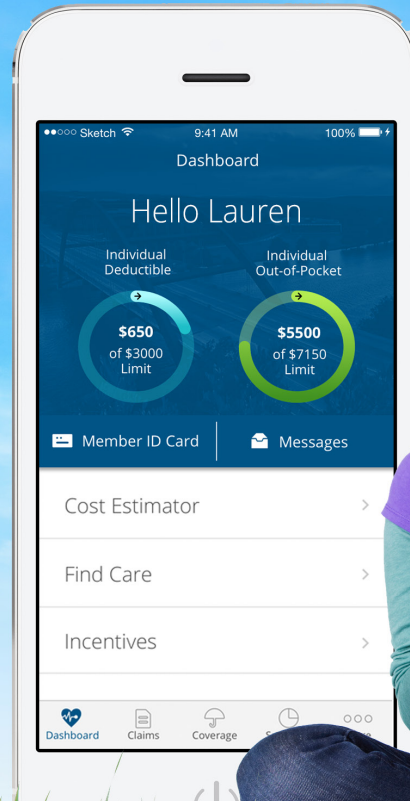 Sketch 9:41 AM 100%
Dashboard
Hello Lauren
Individual
Deductible
$650
of $3000
Limit
Individual
Out-of-Pocket
$5500
of $7150
Limit
Member ID Card
Messages
Cost Estimator
Find Care
Incentives
Dashboard Claims Coverage